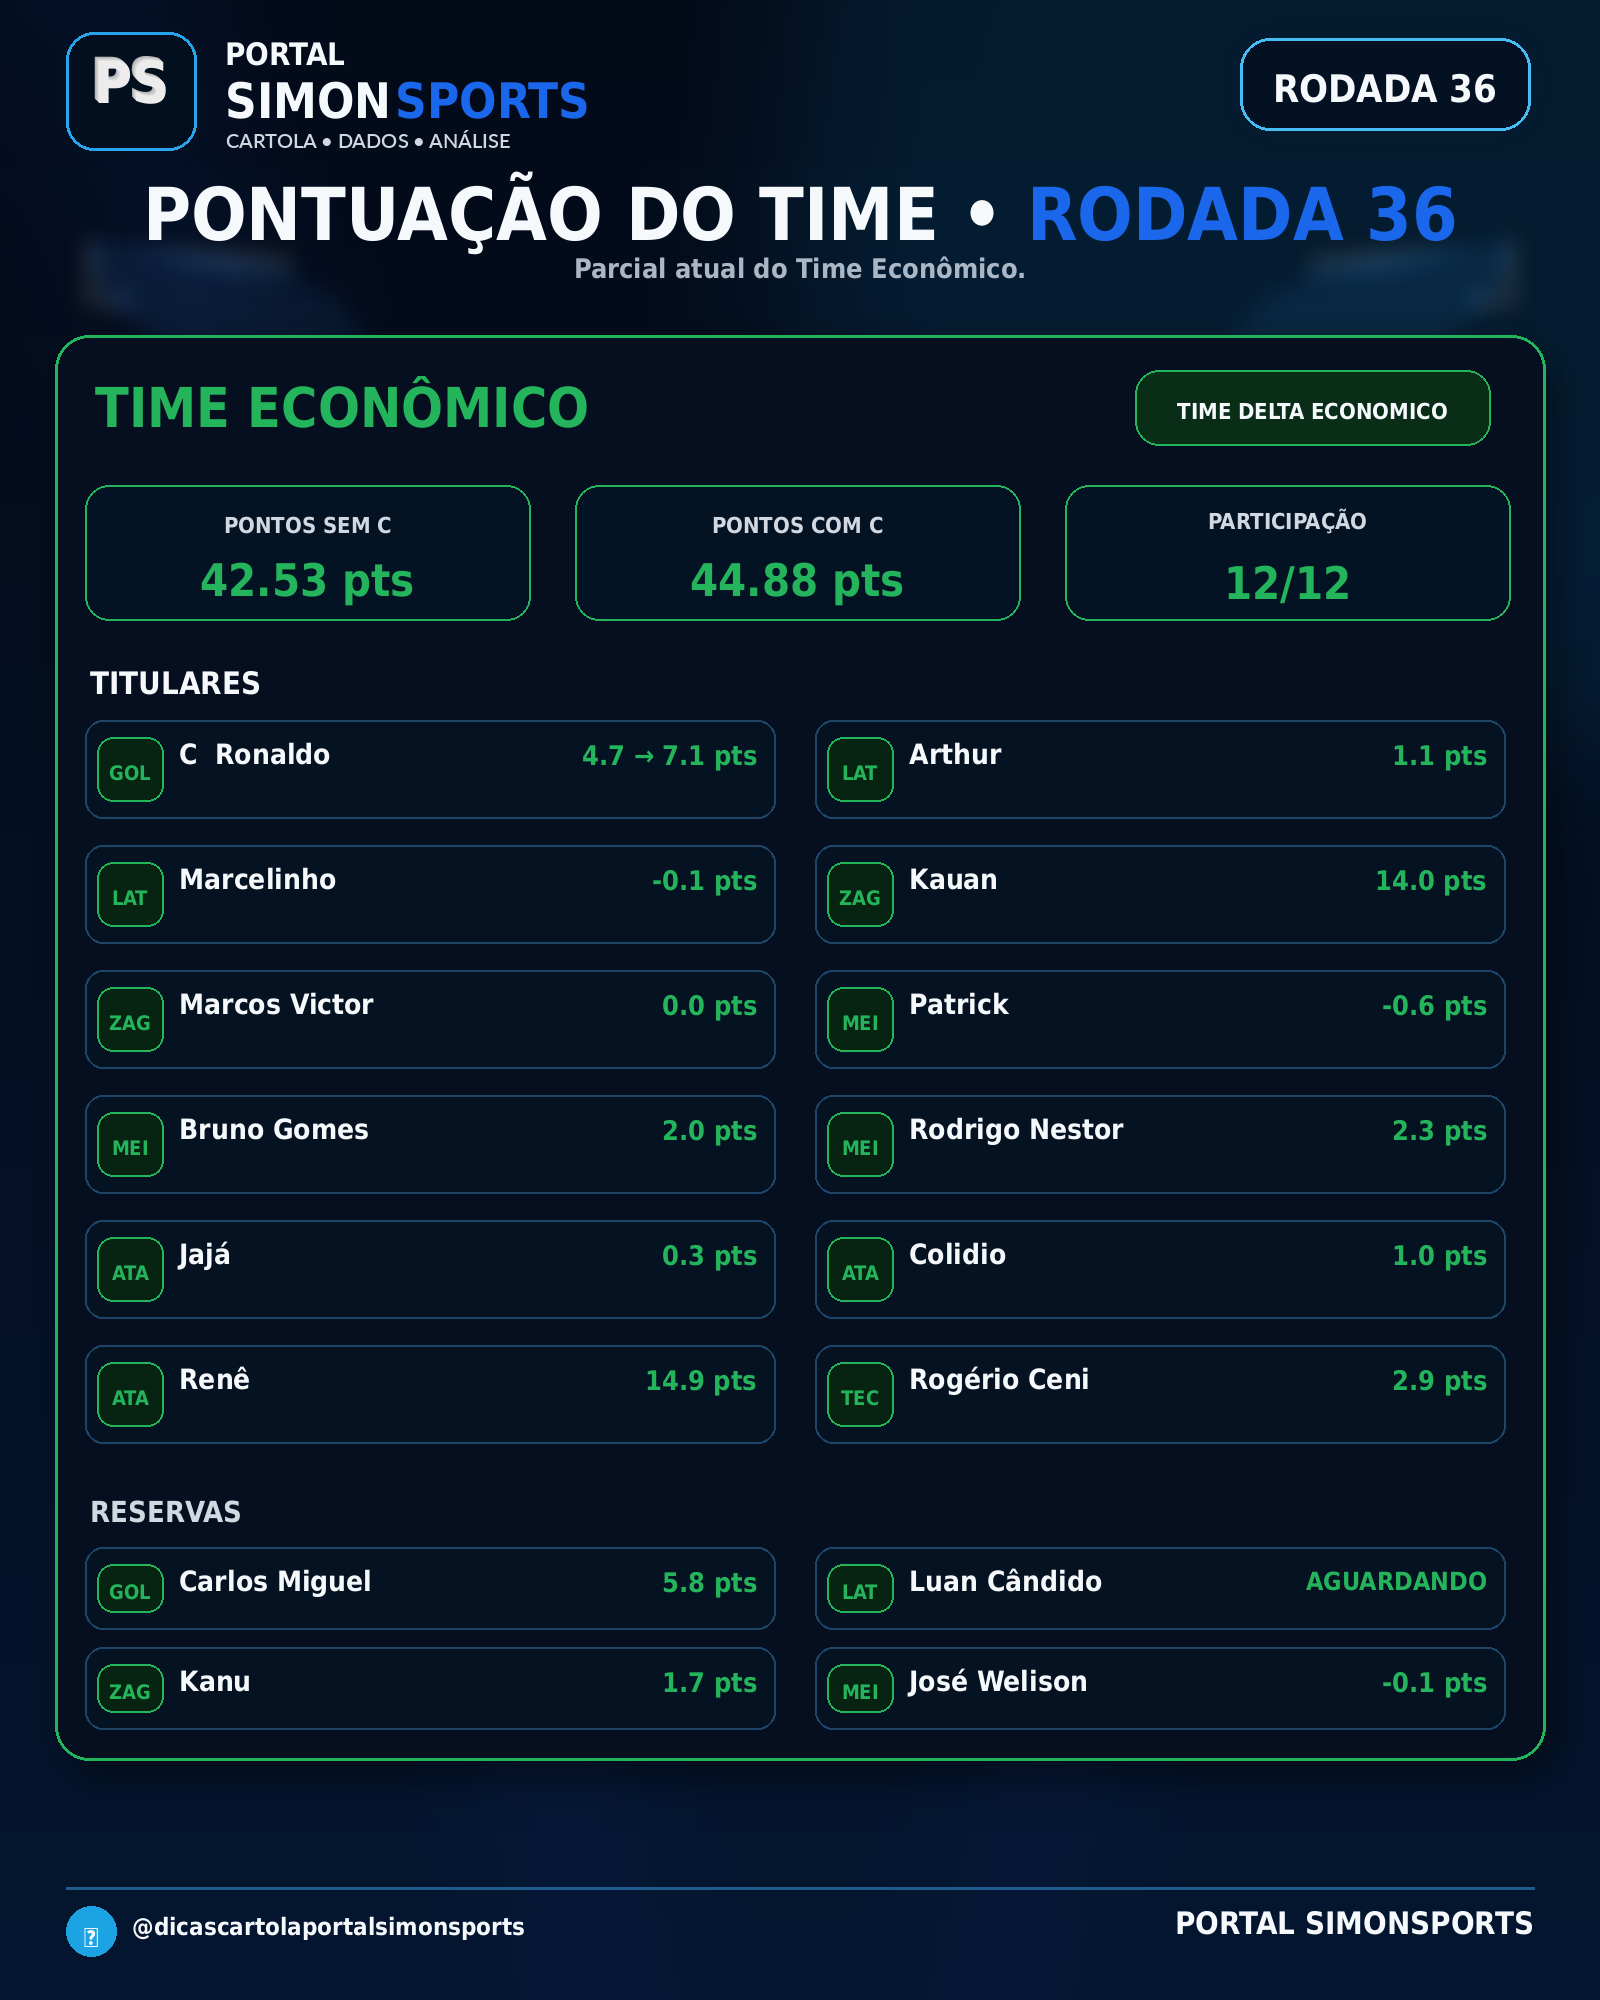 PS
PORTAL
SIMONSPORTS
CARTOLA • DADOS • ANÁLISE
RODADA 36
PONTUAÇÃO DO TIME • RODADA 36
Parcial atual do Time Econômico.
TIME ECONÔMICO
TIME DELTA ECONOMICO
PONTOS SEM C
42.53 pts
PONTOS COM C
44.88 pts
PARTICIPAÇÃO
12/12
TITULARES
GOL C Ronaldo 4.7 → 7.1 pts
LAT Arthur 1.1 pts
LAT Marcelinho -0.1 pts
ZAG Kauan 14.0 pts
ZAG Marcos Victor 0.0 pts
MEI Patrick -0.6 pts
MEI Bruno Gomes 2.0 pts
MEI Rodrigo Nestor 2.3 pts
ATA Jajá 0.3 pts
ATA Colidio 1.0 pts
ATA Renê 14.9 pts
TEC Rogério Ceni 2.9 pts
RESERVAS
GOL Carlos Miguel 5.8 pts
LAT Luan Cândido AGUARDANDO
ZAG Kanu 1.7 pts
MEI José Welison -0.1 pts
@dicascartolaportalsimonsports
PORTAL SIMONSPORTS